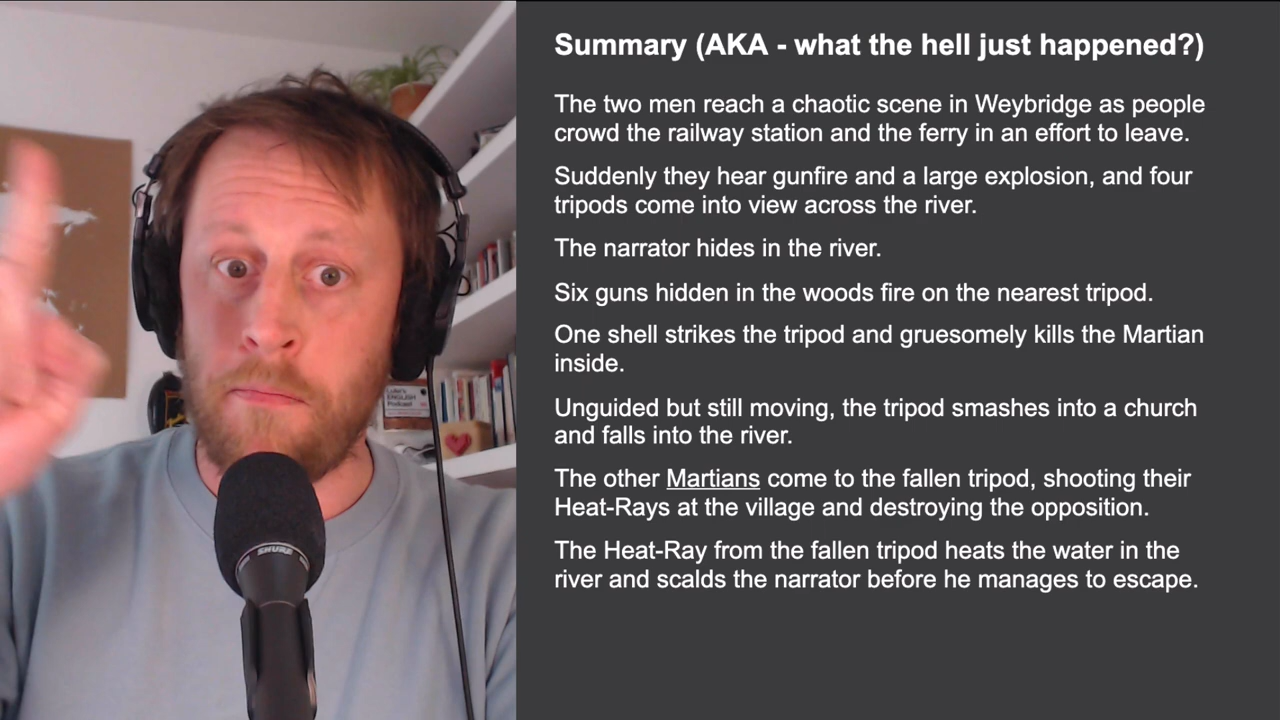 Summary (AKA - what the hell just happened?)
The two men reach a chaotic scene in Weybridge as people
crowd the railway station and the ferry in an effort to leave.
Suddenly they hear gunfire and a large explosion, and four
tripods come into view across the river.
The narrator hides in the river.
Six guns hidden in the woods fire on the nearest tripod.
One shell strikes the tripod and gruesomely kills the Martian
inside.
Unguided but still moving, the tripod smashes into a church
and falls into the river.
The other Martians come to the fallen tripod, shooting their
Heat-Rays at the village and destroying the opposition.
The Heat-Ray from the fallen tripod heats the water in the
river and scalds the narrator before he manages to escape.
Luke's
ENGLISH
Podcast
SHURE